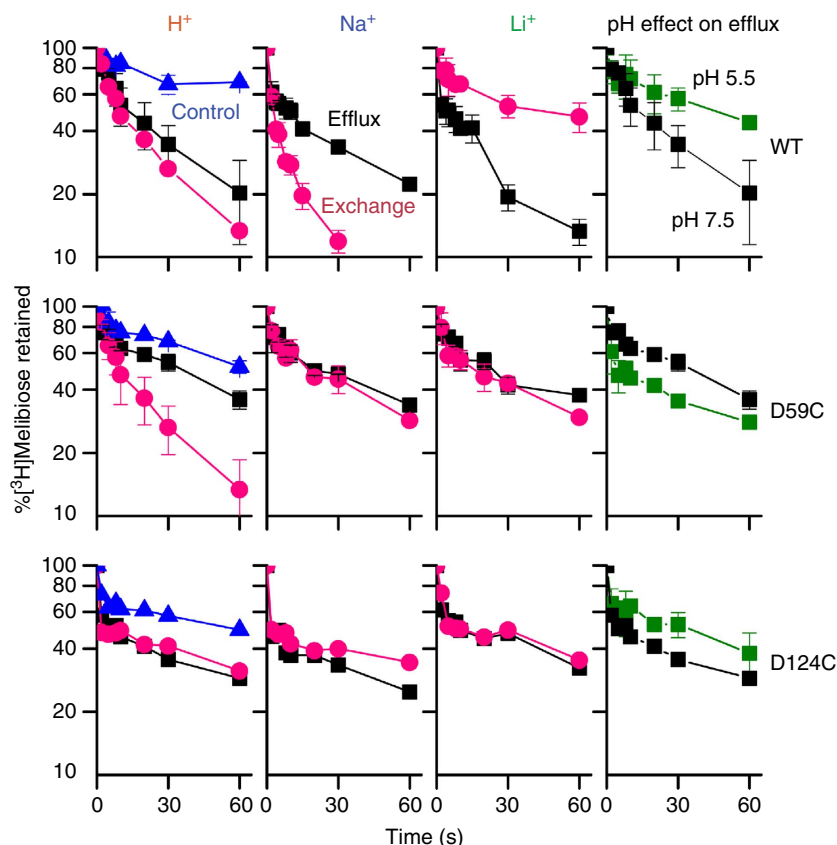 H⁺ Na⁺ Li⁺ pH effect on efflux
100
80
60
40
20
10
Control
Efflux
Exchange
pH 5.5
pH 7.5
WT
%[³H]Melibiose retained
100
80
60
40
20
10
D59C
100
80
60
40
20
10
D124C
0 30 60 0 30 60 0 30 60 0 30 60
Time (s)